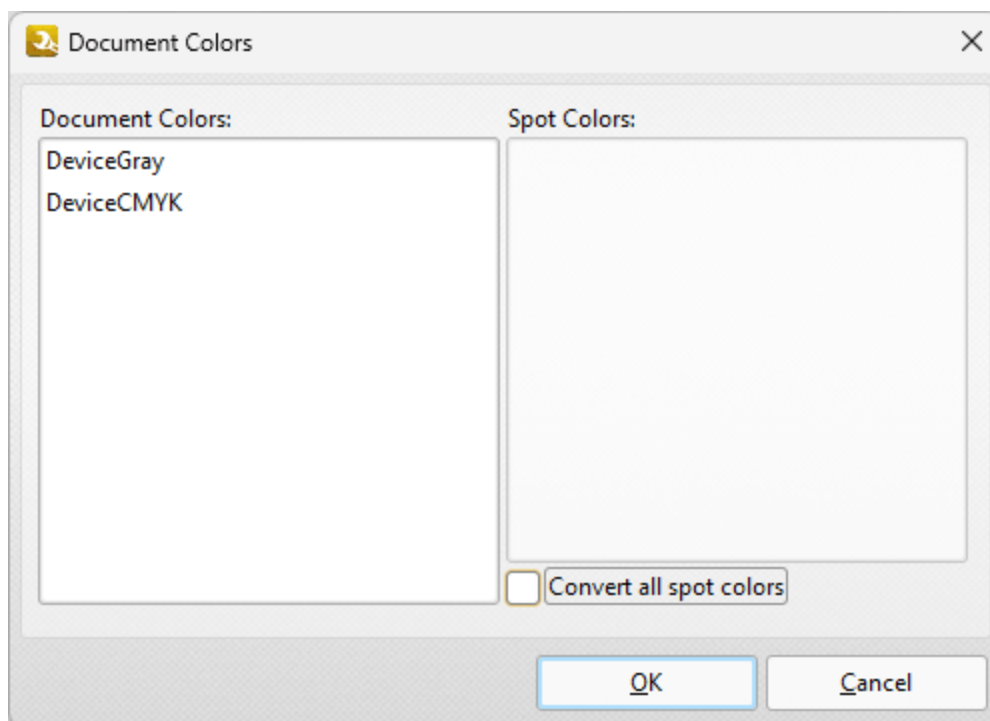 Document Colors
Document Colors:
Spot Colors:
DeviceGray
DeviceCMYK
Convert all spot colors
OK
Cancel